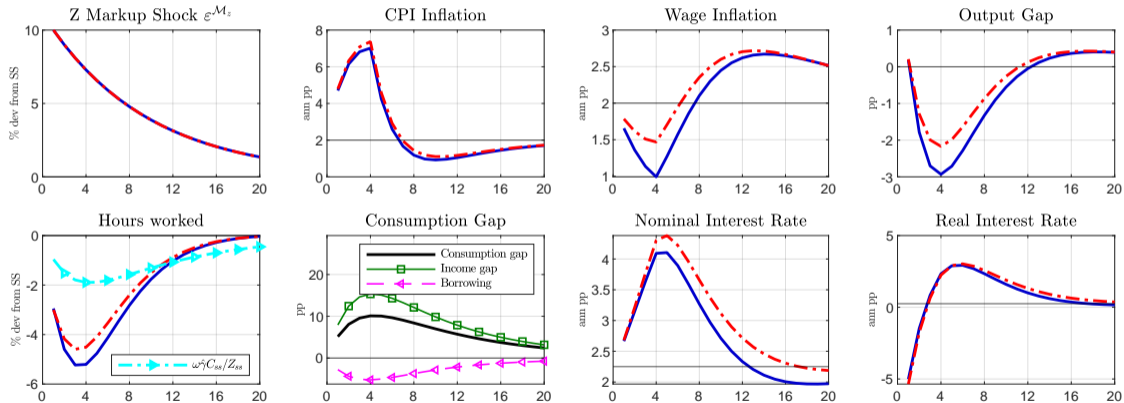 Z Markup Shock ε^{ℳ_z}
CPI Inflation
Wage Inflation
Output Gap
% dev from SS
10
5
0
0 4 8 12 16 20
ann pp
8
6
4
2
0
0 4 8 12 16 20
ann pp
3
2.5
2
1.5
1
0 4 8 12 16 20
pp
1
0
-1
-2
-3
0 4 8 12 16 20
Hours worked
Consumption Gap
Nominal Interest Rate
Real Interest Rate
% dev from SS
0
-2
-4
-6
ωγ̂C_{ss}/Z_{ss}
0 4 8 12 16 20
pp
20
10
0
Consumption gap
Income gap
Borrowing
0 4 8 12 16 20
ann pp
4
3.5
3
2.5
2
0 4 8 12 16 20
ann pp
5
0
-5
0 4 8 12 16 20